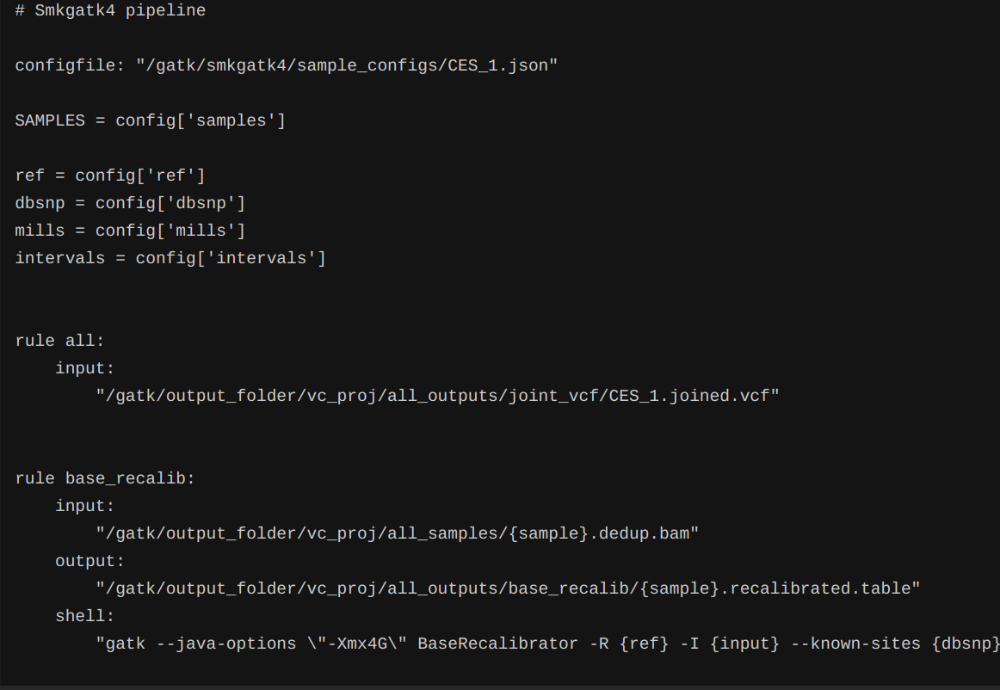 # Smkgatk4 pipeline
configfile: "/gatk/smkgatk4/sample_configs/CES_1.json"
SAMPLES = config['samples']
ref = config['ref']
dbsnp = config['dbsnp']
mills = config['mills']
intervals = config['intervals']
rule all:
    input:
        "/gatk/output_folder/vc_proj/all_outputs/joint_vcf/CES_1.joined.vcf"
rule base_recalib:
    input:
        "/gatk/output_folder/vc_proj/all_samples/{sample}.dedup.bam"
    output:
        "/gatk/output_folder/vc_proj/all_outputs/base_recalib/{sample}.recalibrated.table"
    shell:
        "gatk --java-options \"-Xmx4G\" BaseRecalibrator -R {ref} -I {input} --known-sites {dbsnp}